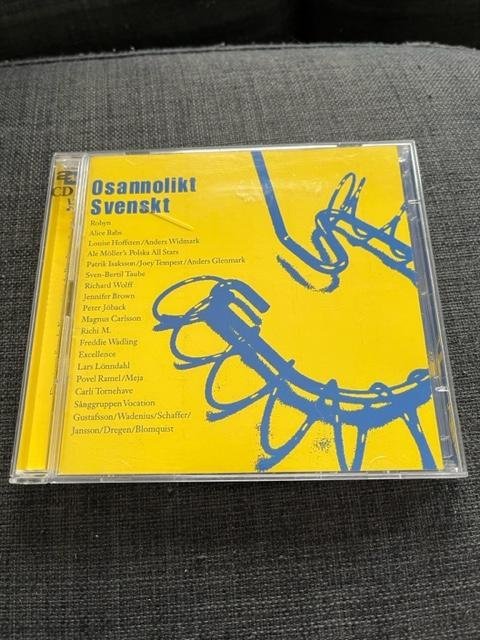 Osannolikt
Svenskt
Robyn
Alice Babs
Louise Hoffsten/Anders Widmark
Ale Möller's Polska All Stars
Patrik Isaksson/Joey Tempest/Anders Glenmark
Sven-Bertil Taube
Richard Wolff
Jennifer Brown
Peter Jöback
Magnus Carlsson
Richi M.
Freddie Wadling
Excellence
Lars Lönndahl
Povel Ramel/Meja
Carli Tornehave
Sånggruppen Vocation
Gustafsson/Wadenius/Schaffer/
Jansson/Dregen/Blomquist
2
CD
!